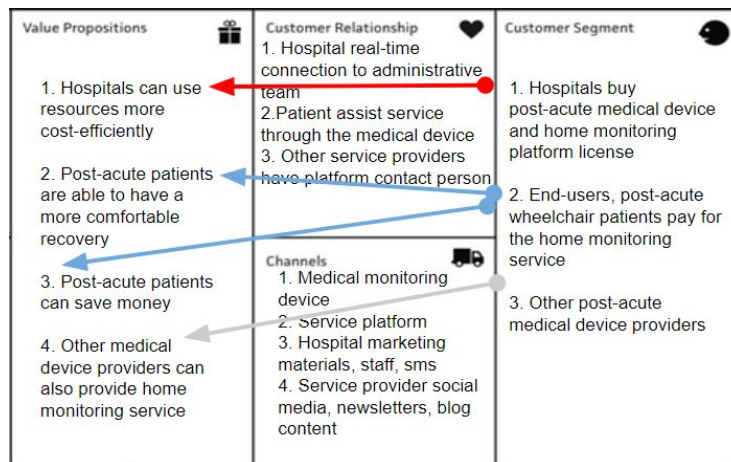 Value Propositions
1. Hospitals can use
resources more
cost-efficiently
2. Post-acute patients
are able to have a
more comfortable
recovery
3. Post-acute patients
can save money
4. Other medical
device providers can
also provide home
monitoring service
Customer Relationship
1. Hospital real-time
connection to administrative
team
2.Patient assist service
through the medical device
3. Other service providers
have platform contact person
Channels
1. Medical monitoring
device
2. Service platform
3. Hospital marketing
materials, staff, sms
4. Service provider social
media, newsletters, blog
content
Customer Segment
1. Hospitals buy
post-acute medical device
and home monitoring
platform license
2. End-users, post-acute
wheelchair patients pay for
the home monitoring
service
3. Other post-acute
medical device providers